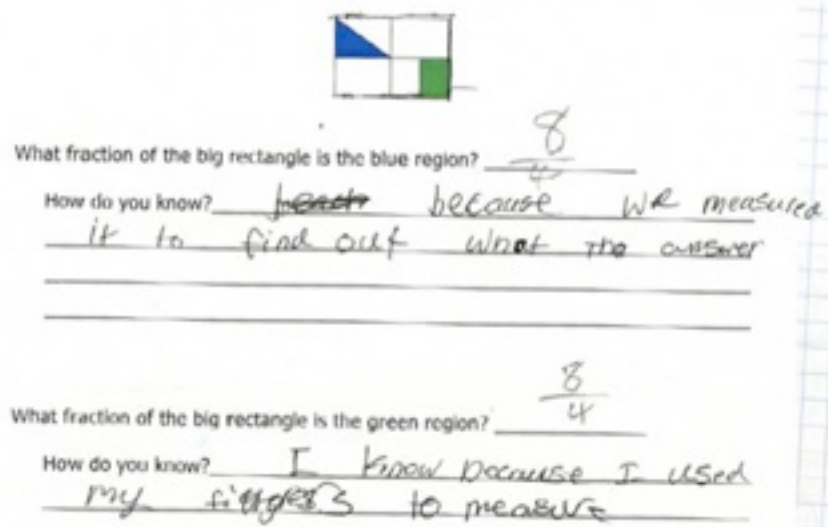 What fraction of the big rectangle is the blue region? 8/4
How do you know? because we measured
it to find out what the answer
What fraction of the big rectangle is the green region? 8/4
How do you know? I know because I used
my fingers to measure